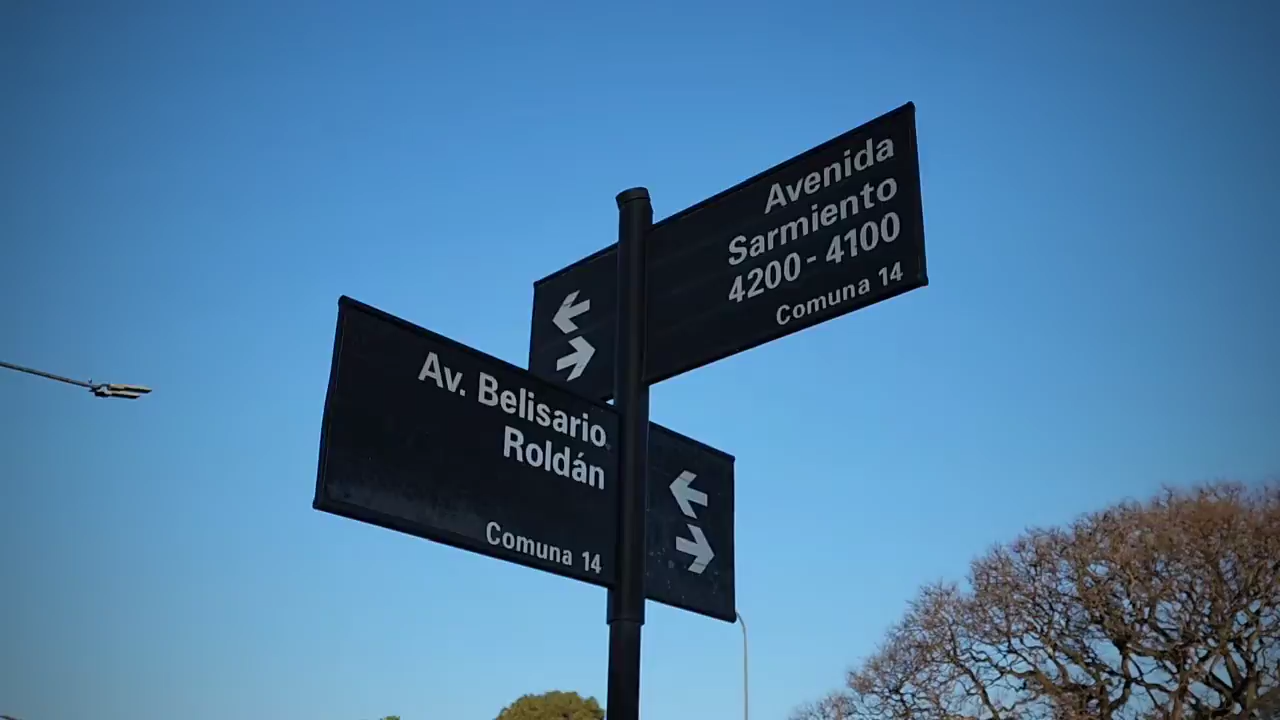 Avenida
Sarmiento
4200 - 4100
Comuna 14
Av. Belisario
Roldán
Comuna 14